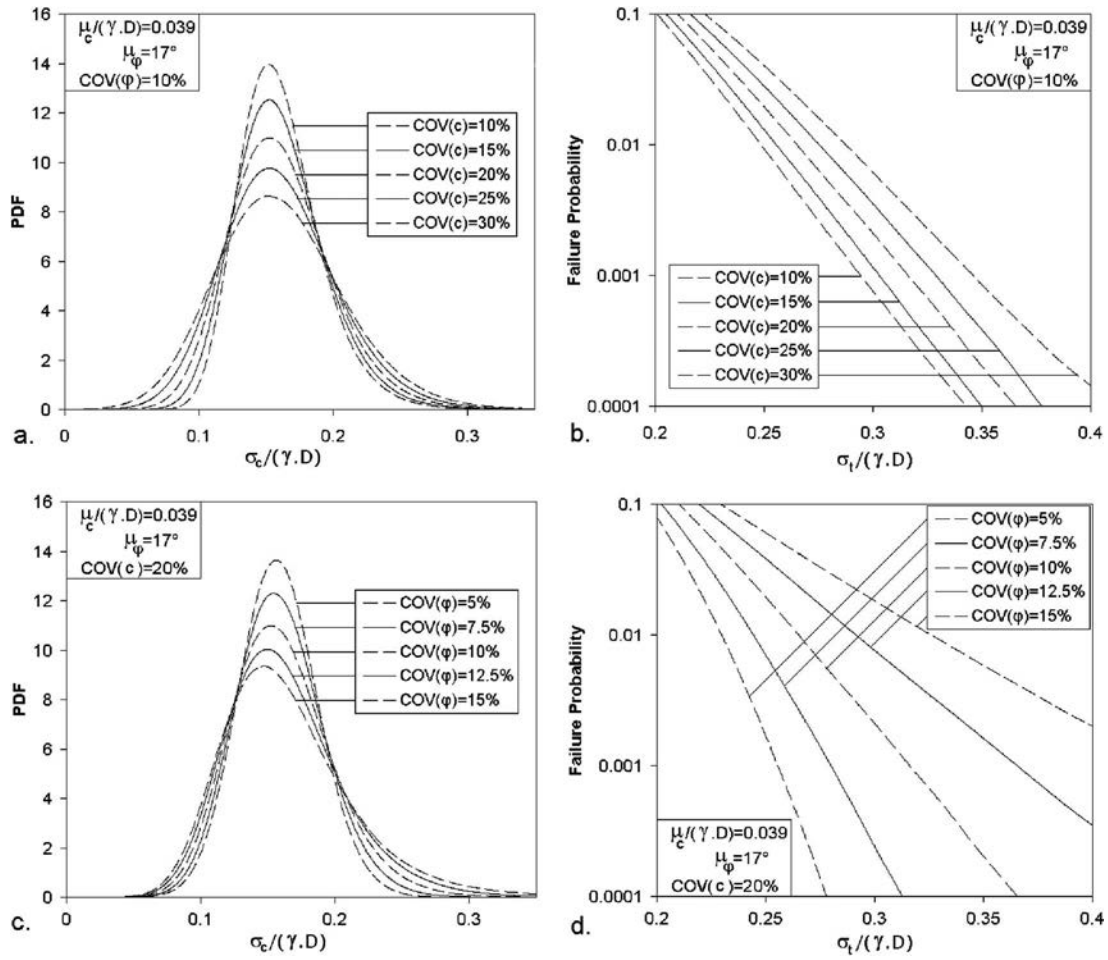 μc/(γ.D)=0.039
μφ=17°
COV(φ)=10%
16
14
12
10
8
6
4
2
0
PDF
COV(c)=10%
COV(c)=15%
COV(c)=20%
COV(c)=25%
COV(c)=30%
0
0.1
0.2
0.3
σc/(γ.D)
a.
μc/(γ.D)=0.039
μφ=17°
COV(φ)=10%
0.1
0.01
0.001
0.0001
Failure Probability
COV(c)=10%
COV(c)=15%
COV(c)=20%
COV(c)=25%
COV(c)=30%
0.2
0.25
0.3
0.35
0.4
σt/(γ.D)
b.
μc/(γ.D)=0.039
μφ=17°
COV(c)=20%
16
14
12
10
8
6
4
2
0
PDF
COV(φ)=5%
COV(φ)=7.5%
COV(φ)=10%
COV(φ)=12.5%
COV(φ)=15%
0
0.1
0.2
0.3
σc/(γ.D)
c.
0.1
0.01
0.001
0.0001
Failure Probability
COV(φ)=5%
COV(φ)=7.5%
COV(φ)=10%
COV(φ)=12.5%
COV(φ)=15%
μc/(γ.D)=0.039
μφ=17°
COV(c)=20%
0.2
0.25
0.3
0.35
0.4
σt/(γ.D)
d.